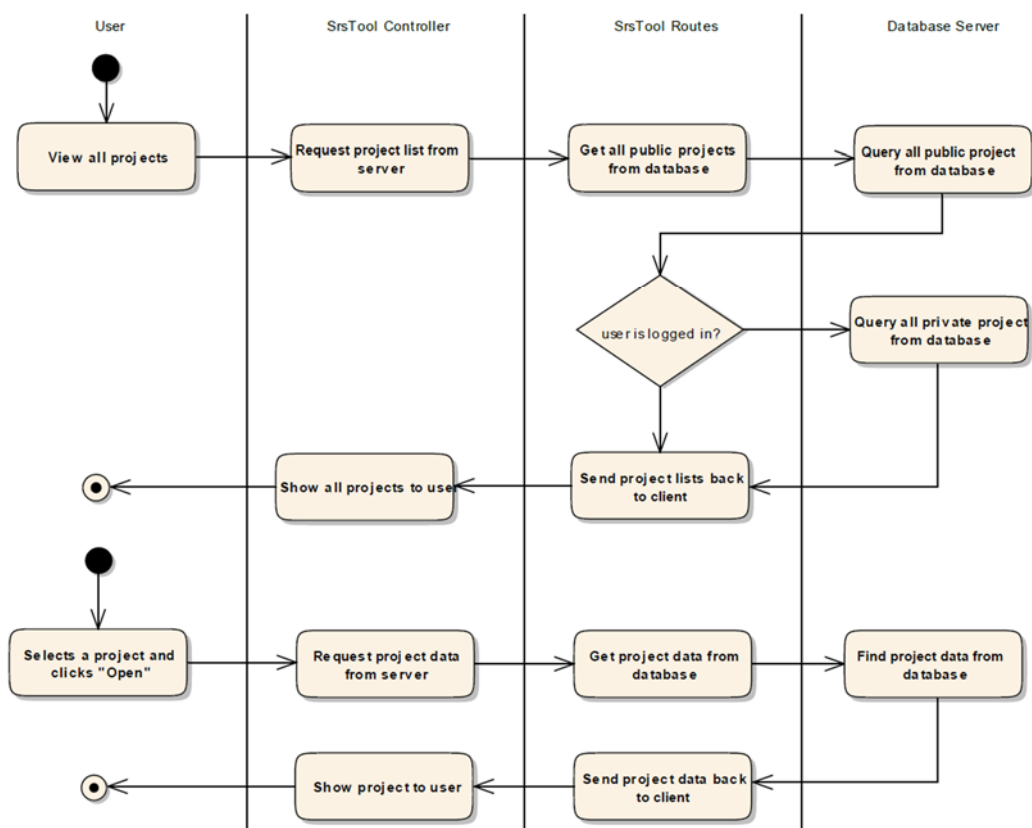 User
SrsTool Controller
SrsTool Routes
Database Server
View all projects
Request project list from
server
Get all public projects
from database
Query all public project
from database
user is logged in?
Query all private project
from database
Show all projects to user
Send project lists back
to client
Selects a project and
clicks "Open"
Request project data
from server
Get project data from
database
Find project data from
database
Show project to user
Send project data back
to client